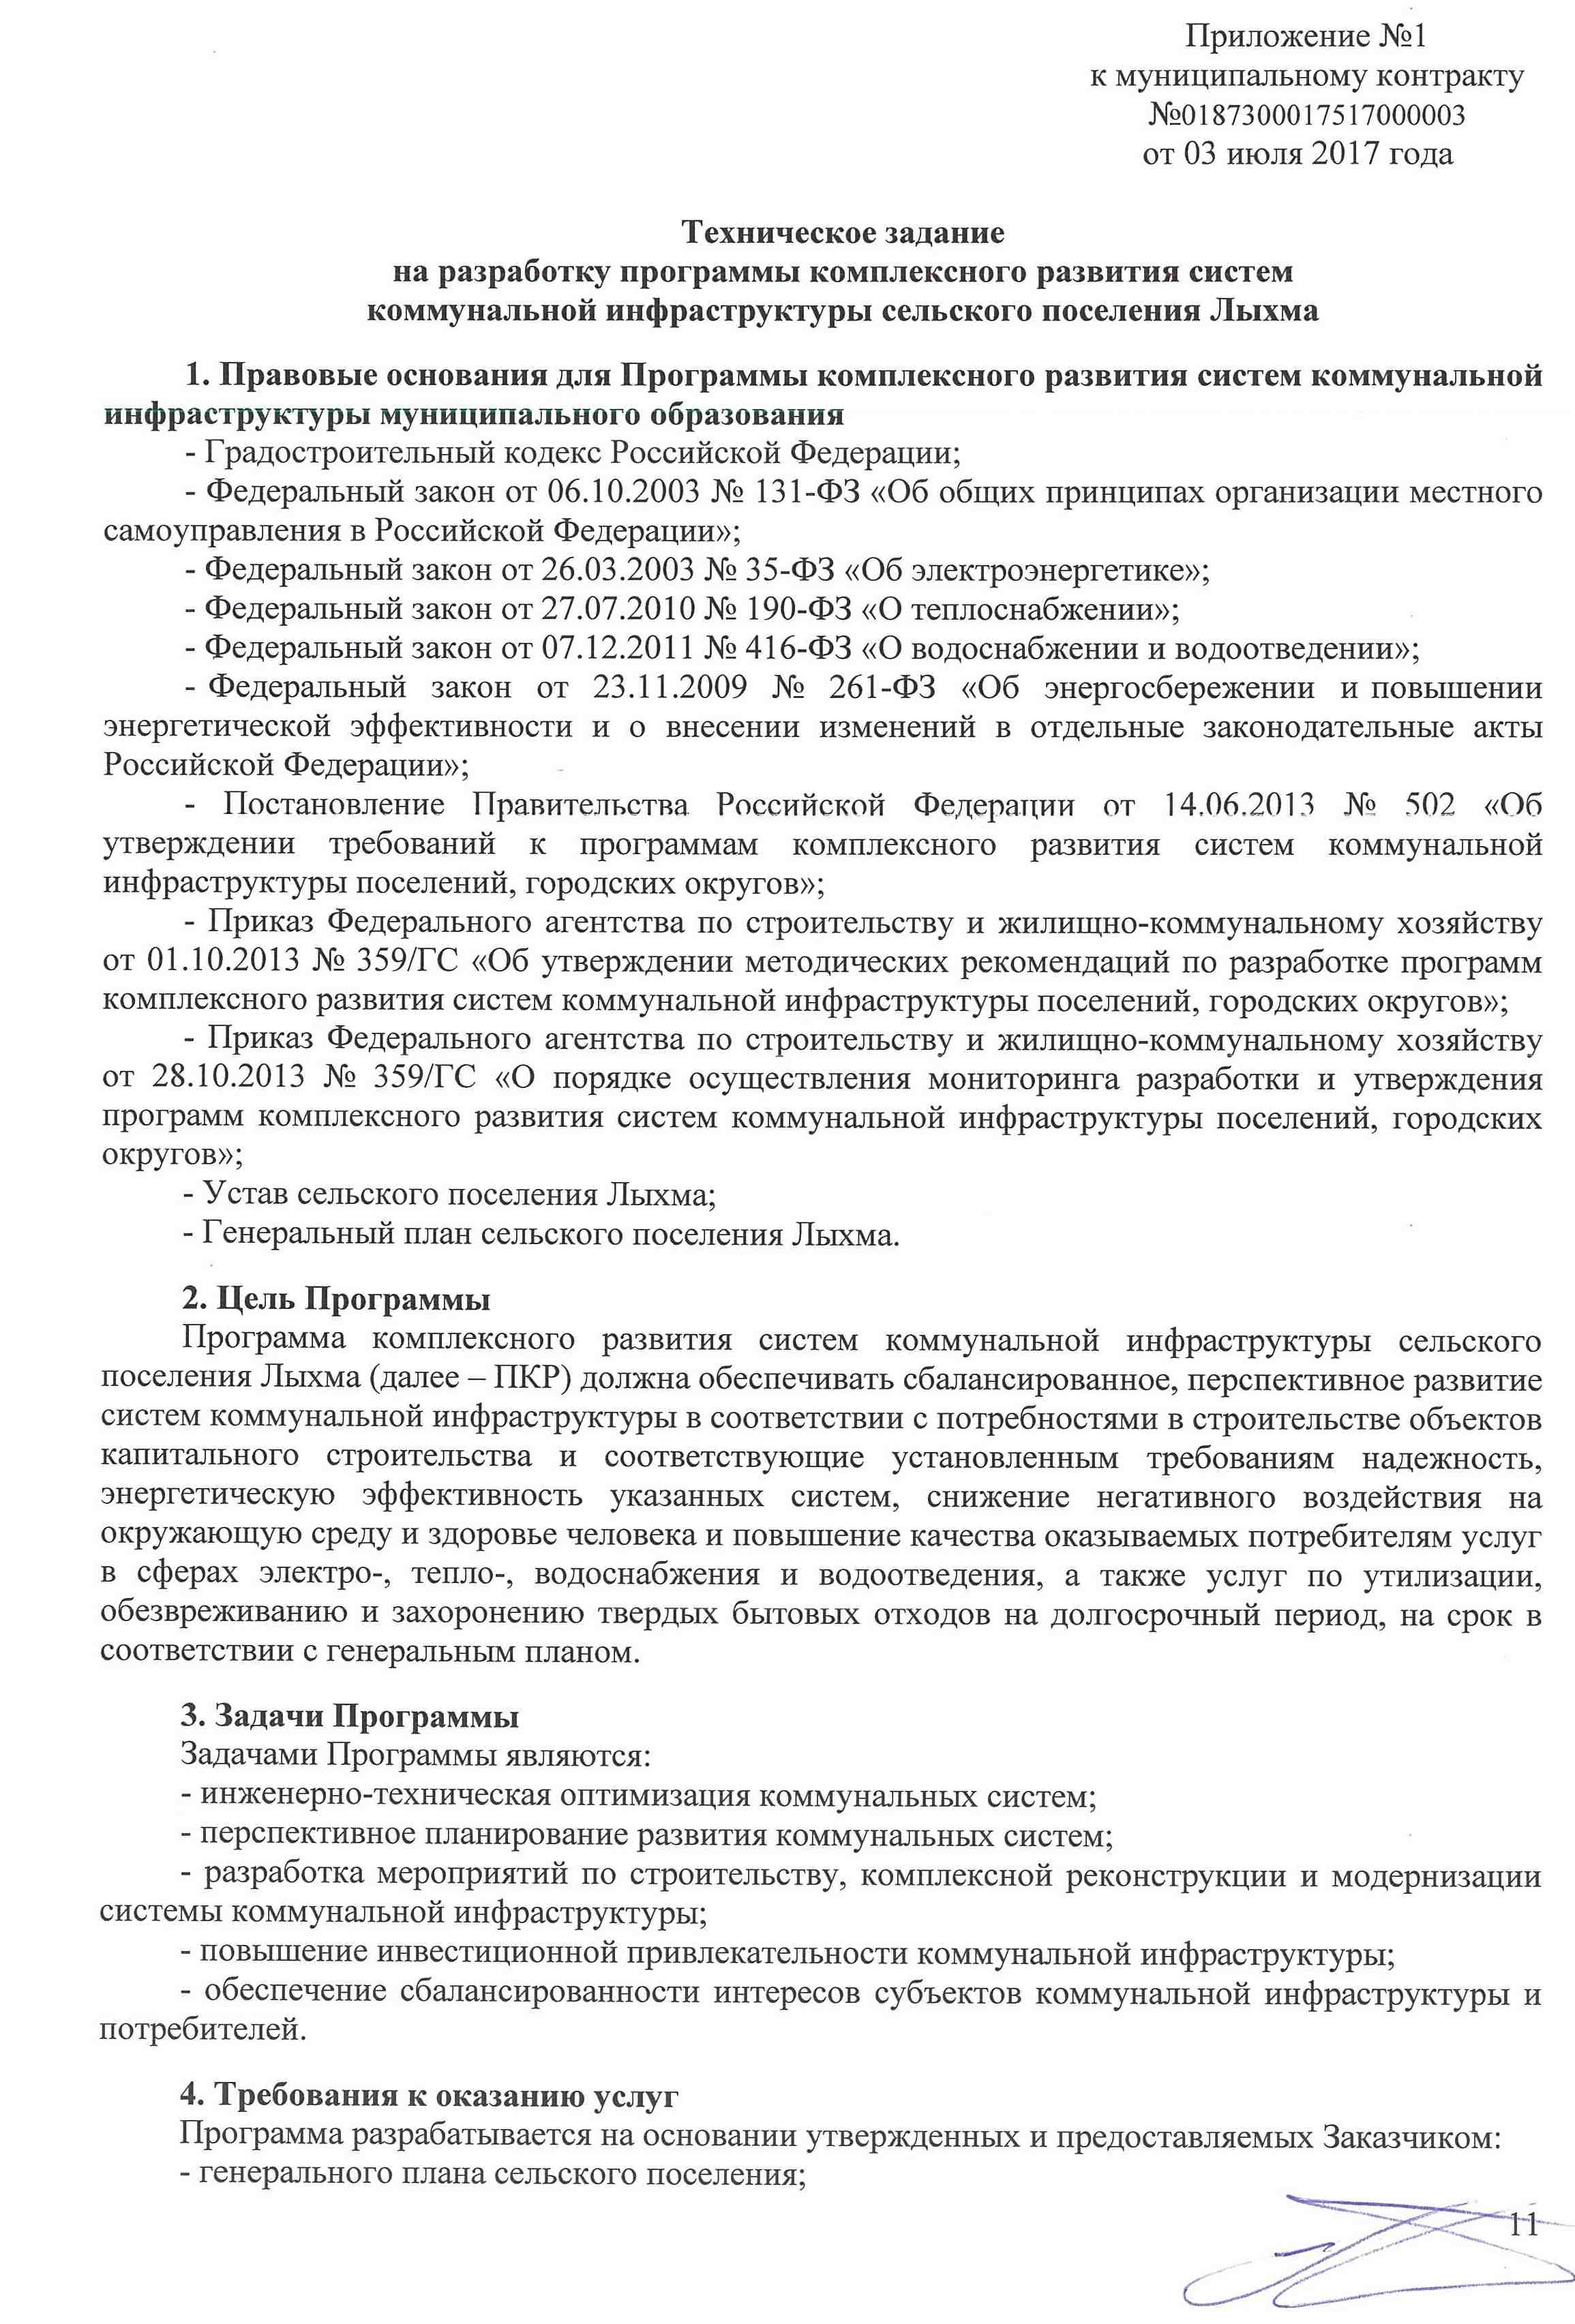 Приложение №1
к муниципальному контракту
№0187300017517000003
от 03 июля 2017 года
Техническое задание
на разработку программы комплексного развития систем
коммунальной инфраструктуры сельского поселения Лыхма
1. Правовые основания для Программы комплексного развития систем коммунальной
инфраструктуры муниципального образования
- Градостроительный кодекс Российской Федерации;
- Федеральный закон от 06.10.2003 № 131-ФЗ «Об общих принципах организации местного
самоуправления в Российской Федерации»;
- Федеральный закон от 26.03.2003 № 35-ФЗ «Об электроэнергетике»;
- Федеральный закон от 27.07.2010 № 190-ФЗ «О теплоснабжении»;
- Федеральный закон от 07.12.2011 № 416-ФЗ «О водоснабжении и водоотведении»;
- Федеральный закон от 23.11.2009 № 261-ФЗ «Об энергосбережении и повышении
энергетической эффективности и о внесении изменений в отдельные законодательные акты
Российской Федерации»;
- Постановление Правительства Российской Федерации от 14.06.2013 № 502 «Об
утверждении требований к программам комплексного развития систем коммунальной
инфраструктуры поселений, городских округов»;
- Приказ Федерального агентства по строительству и жилищно-коммунальному хозяйству
от 01.10.2013 № 359/ГС «Об утверждении методических рекомендаций по разработке программ
комплексного развития систем коммунальной инфраструктуры поселений, городских округов»;
- Приказ Федерального агентства по строительству и жилищно-коммунальному хозяйству
от 28.10.2013 № 359/ГС «О порядке осуществления мониторинга разработки и утверждения
программ комплексного развития систем коммунальной инфраструктуры поселений, городских
округов»;
- Устав сельского поселения Лыхма;
- Генеральный план сельского поселения Лыхма.
2. Цель Программы
Программа комплексного развития систем коммунальной инфраструктуры сельского
поселения Лыхма (далее – ПКР) должна обеспечивать сбалансированное, перспективное развитие
систем коммунальной инфраструктуры в соответствии с потребностями в строительстве объектов
капитального строительства и соответствующие установленным требованиям надежность,
энергетическую эффективность указанных систем, снижение негативного воздействия на
окружающую среду и здоровье человека и повышение качества оказываемых потребителям услуг
в сферах электро-, тепло-, водоснабжения и водоотведения, а также услуг по утилизации,
обезвреживанию и захоронению твердых бытовых отходов на долгосрочный период, на срок в
соответствии с генеральным планом.
3. Задачи Программы
Задачами Программы являются:
- инженерно-техническая оптимизация коммунальных систем;
- перспективное планирование развития коммунальных систем;
- разработка мероприятий по строительству, комплексной реконструкции и модернизации
системы коммунальной инфраструктуры;
- повышение инвестиционной привлекательности коммунальной инфраструктуры;
- обеспечение сбалансированности интересов субъектов коммунальной инфраструктуры и
потребителей.
4. Требования к оказанию услуг
Программа разрабатывается на основании утвержденных и предоставляемых Заказчиком:
- генерального плана сельского поселения;
11